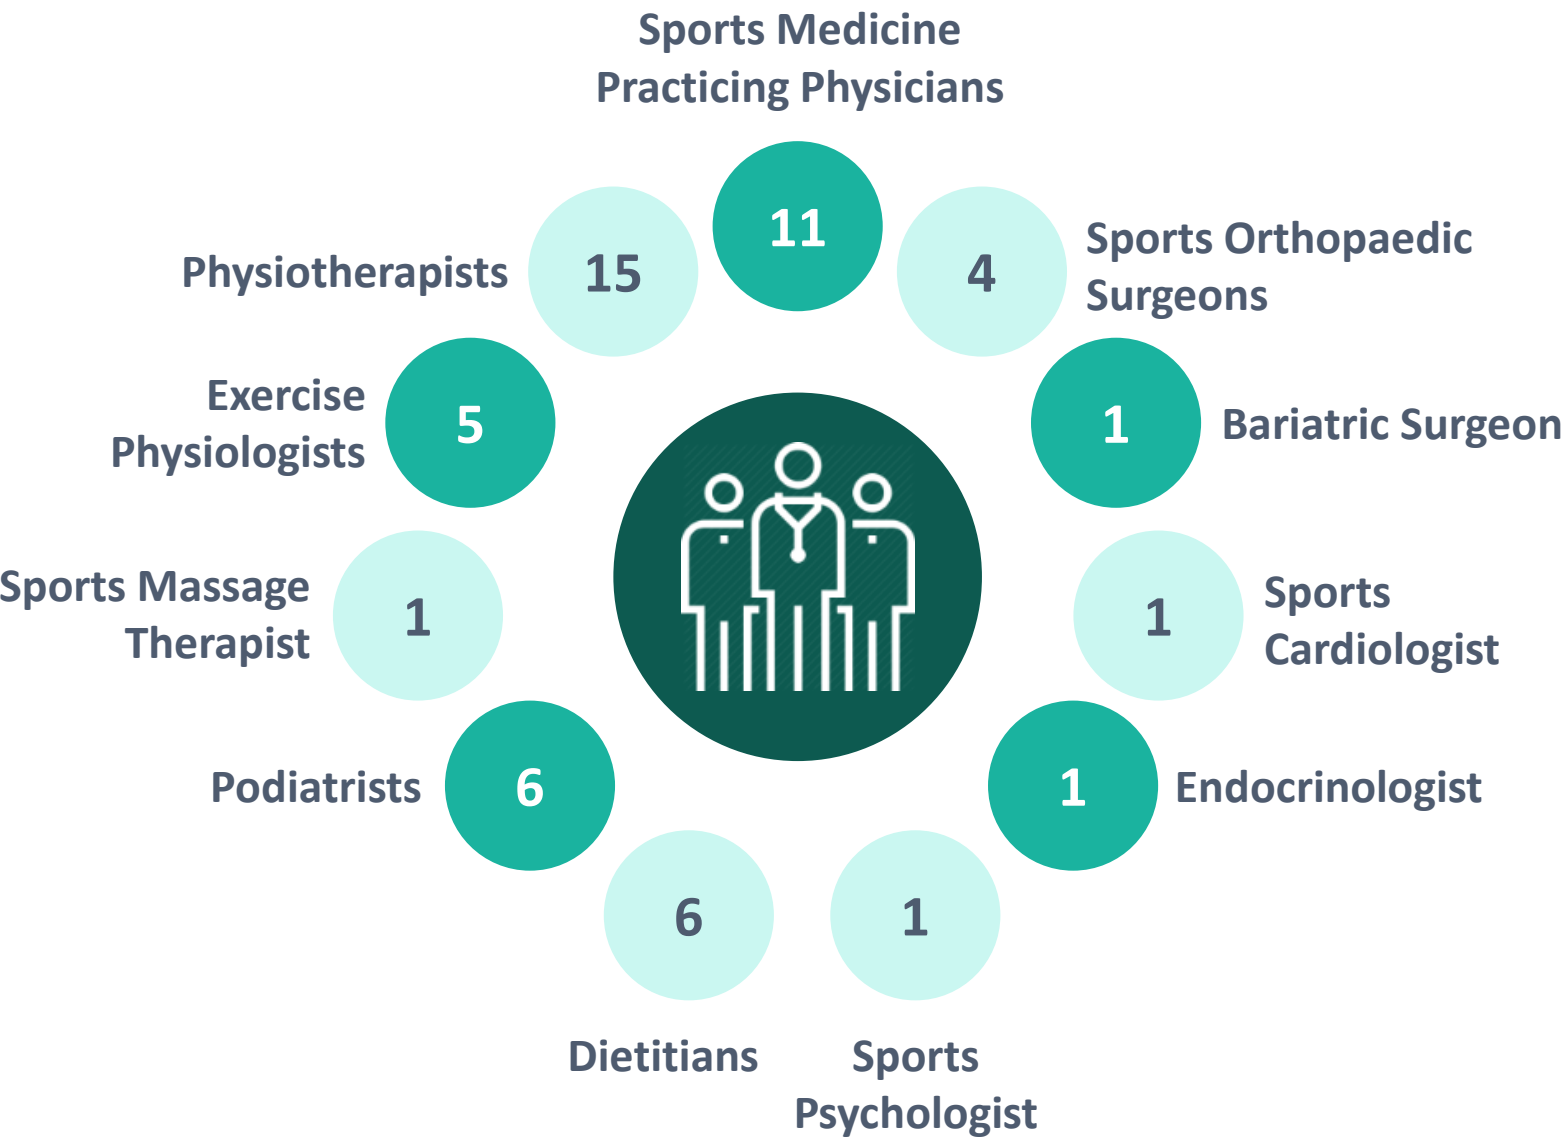 Sports Medicine
Practicing Physicians
11
4
Sports Orthopaedic
Surgeons
1
Bariatric Surgeon
1
Sports
Cardiologist
1
Endocrinologist
1
Sports
Psychologist
6
Dietitians
6
Podiatrists
1
Sports Massage
Therapist
5
Exercise
Physiologists
15
Physiotherapists